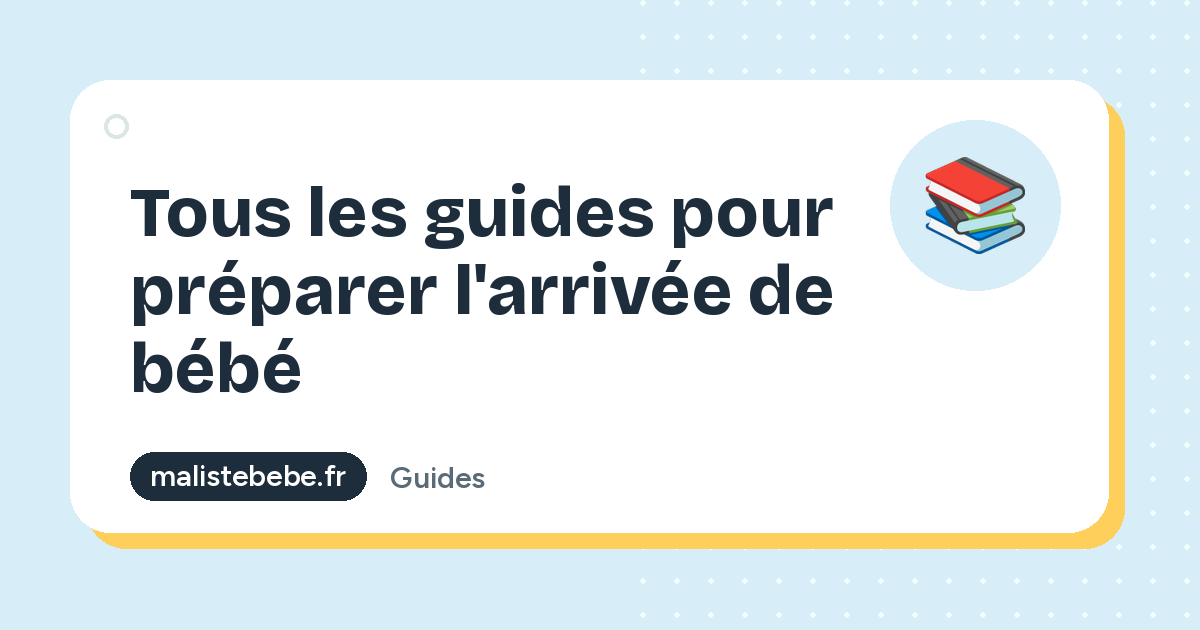 Tous les guides pour
préparer l'arrivée de
bébé
malistebebe.fr
Guides